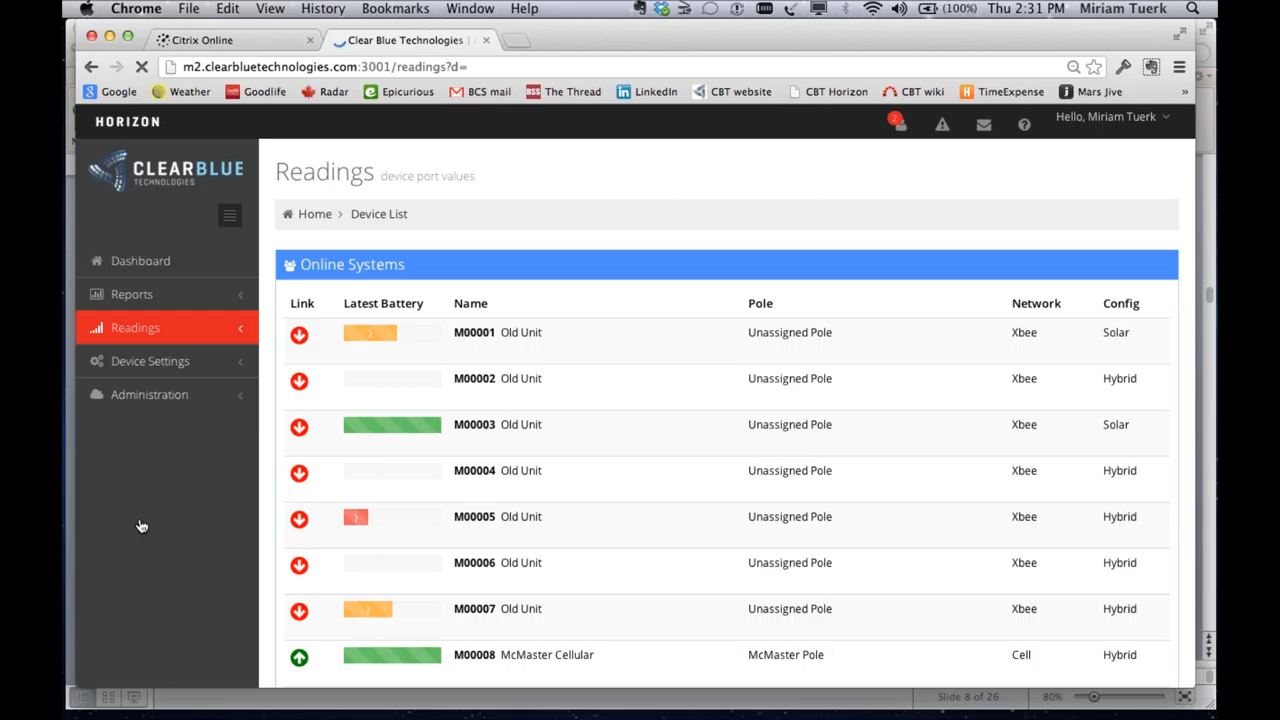 Chrome File Edit View History Bookmarks Window Help (100%) Thu 2:31 PM Miriam Tuerk
Citrix Online Clear Blue Technologies |
m2.clearbluetechnologies.com:3001/readings?d=
Google Weather Goodlife Radar Epicurious BCS mail The Thread LinkedIn CBT website CBT Horizon CBT wiki TimeExpense Mars Jive »
HORIZON 2 Hello, Miriam Tuerk
CLEARBLUE
TECHNOLOGIES
Readings device port values
Home > Device List
Dashboard
Reports
Readings
Device Settings
Administration
Online Systems
Link Latest Battery Name Pole Network Config
M00001 Old Unit Unassigned Pole Xbee Solar
M00002 Old Unit Unassigned Pole Xbee Hybrid
M00003 Old Unit Unassigned Pole Xbee Solar
M00004 Old Unit Unassigned Pole Xbee Hybrid
M00005 Old Unit Unassigned Pole Xbee Hybrid
M00006 Old Unit Unassigned Pole Xbee Hybrid
M00007 Old Unit Unassigned Pole Xbee Hybrid
M00008 McMaster Cellular McMaster Pole Cell Hybrid
Slide 8 of 26 80%